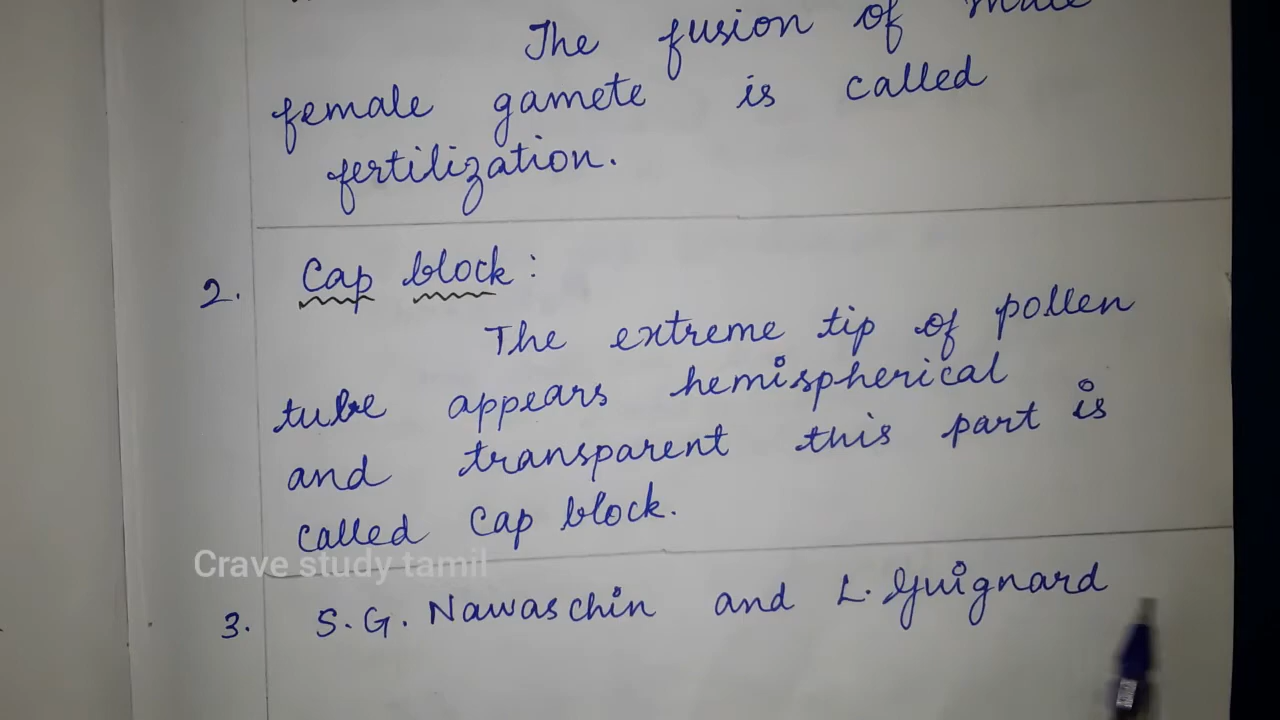 The fusion of male
female gamete is called
fertilization.
2. Cap block:
The extreme tip of pollen
tube appears hemispherical
and transparent this part is
called Cap block.
Crave study tamil
3. S.G. Nawaschin and L. Guignard